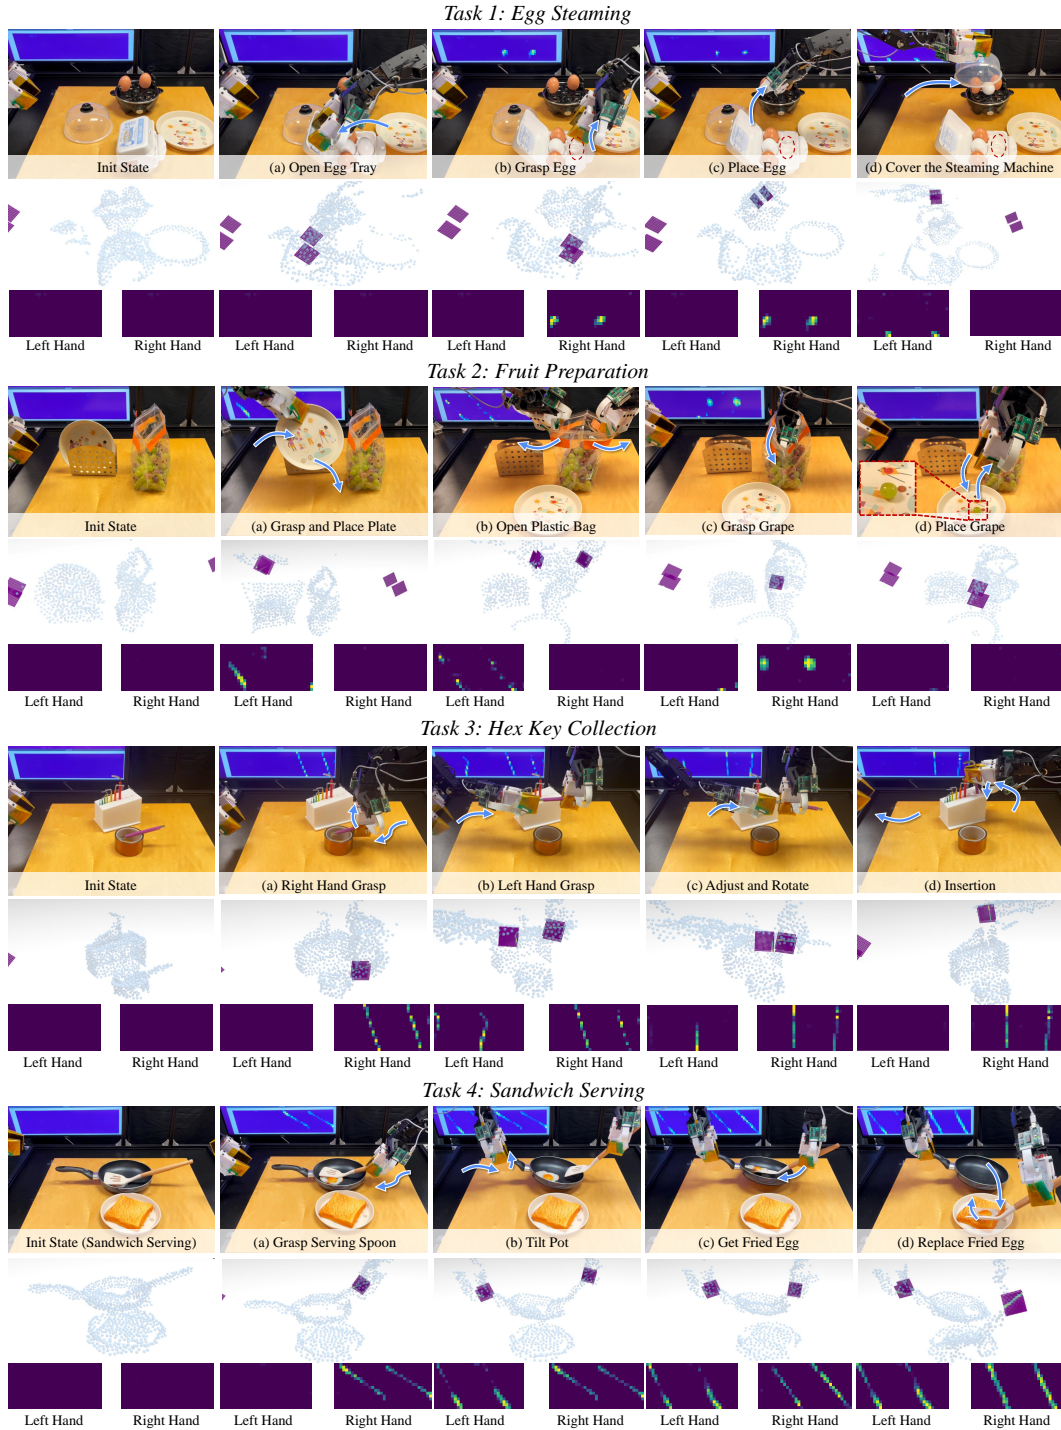 Task 1: Egg Steaming
Init State
(a) Open Egg Tray
(b) Grasp Egg
(c) Place Egg
(d) Cover the Steaming Machine
Left Hand Right Hand Left Hand Right Hand Left Hand Right Hand Left Hand Right Hand Left Hand Right Hand
Task 2: Fruit Preparation
Init State
(a) Grasp and Place Plate
(b) Open Plastic Bag
(c) Grasp Grape
(d) Place Grape
Left Hand Right Hand Left Hand Right Hand Left Hand Right Hand Left Hand Right Hand Left Hand Right Hand
Task 3: Hex Key Collection
Init State
(a) Right Hand Grasp
(b) Left Hand Grasp
(c) Adjust and Rotate
(d) Insertion
Left Hand Right Hand Left Hand Right Hand Left Hand Right Hand Left Hand Right Hand Left Hand Right Hand
Task 4: Sandwich Serving
Init State (Sandwich Serving)
(a) Grasp Serving Spoon
(b) Tilt Pot
(c) Get Fried Egg
(d) Replace Fried Egg
Left Hand Right Hand Left Hand Right Hand Left Hand Right Hand Left Hand Right Hand Left Hand Right Hand